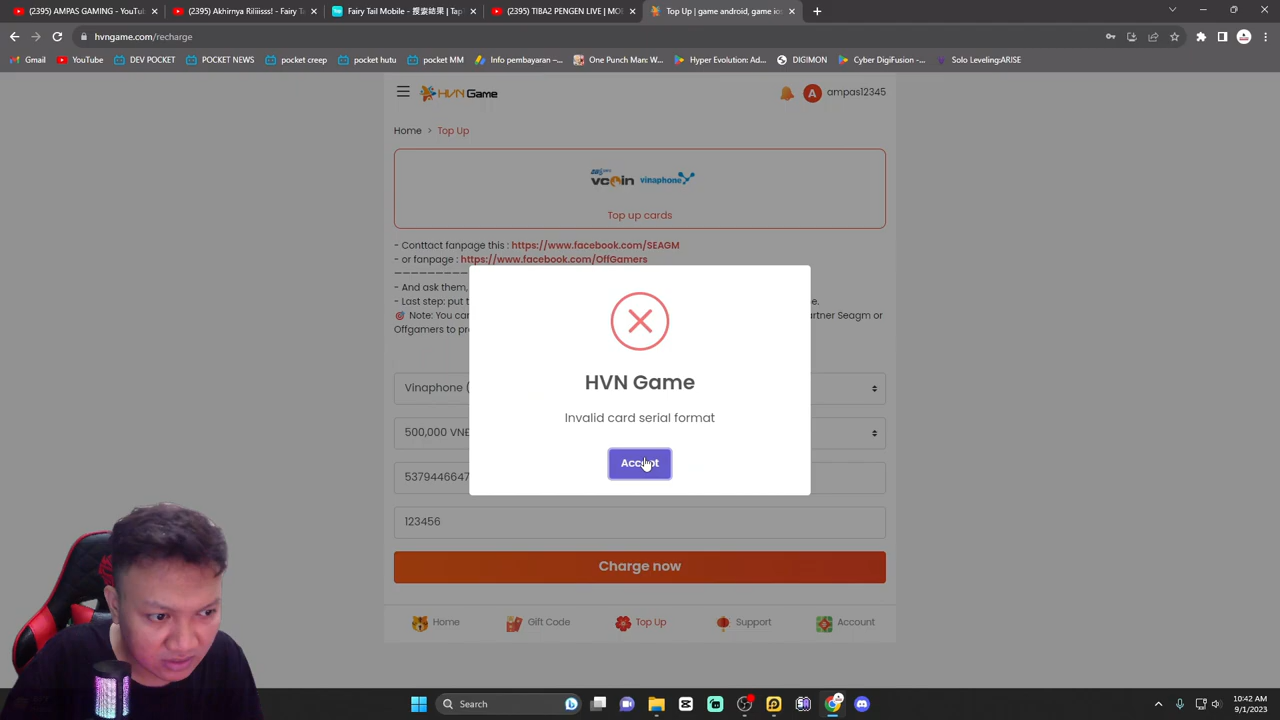 (2395) AMPAS GAMING - YouTu
(2395) Akhirnya Riiiisss! - Fairy Ta
Fairy Tail Mobile - 搜索结果 | Tap
(2395) TIBA2 PENGEN LIVE | MO
Top Up | game android, game ios
hvngame.com/recharge
Gmail
YouTube
DEV POCKET
POCKET NEWS
pocket creep
pocket hutu
pocket MM
Info pembayaran - ...
One Punch Man: W...
Hyper Evolution: Ad...
DIGIMON
Cyber DigiFusion - ...
Solo Leveling:ARISE
HVN Game
A ampas12345
Home > Top Up
vcoin vinaphone
Top up cards
- Conttact fanpage this : https://www.facebook.com/SEAGM
- or fanpage : https://www.facebook.com/OffGamers
- And ask them,
- Last step: put t
e.
Note: You can
artner Seagm or
Offgamers to pr
HVN Game
Invalid card serial format
Accept
Vinaphone (
500,000 VNE
5379446647
123456
Charge now
Home
Gift Code
Top Up
Support
Account
Search
10:42 AM
9/1/2023